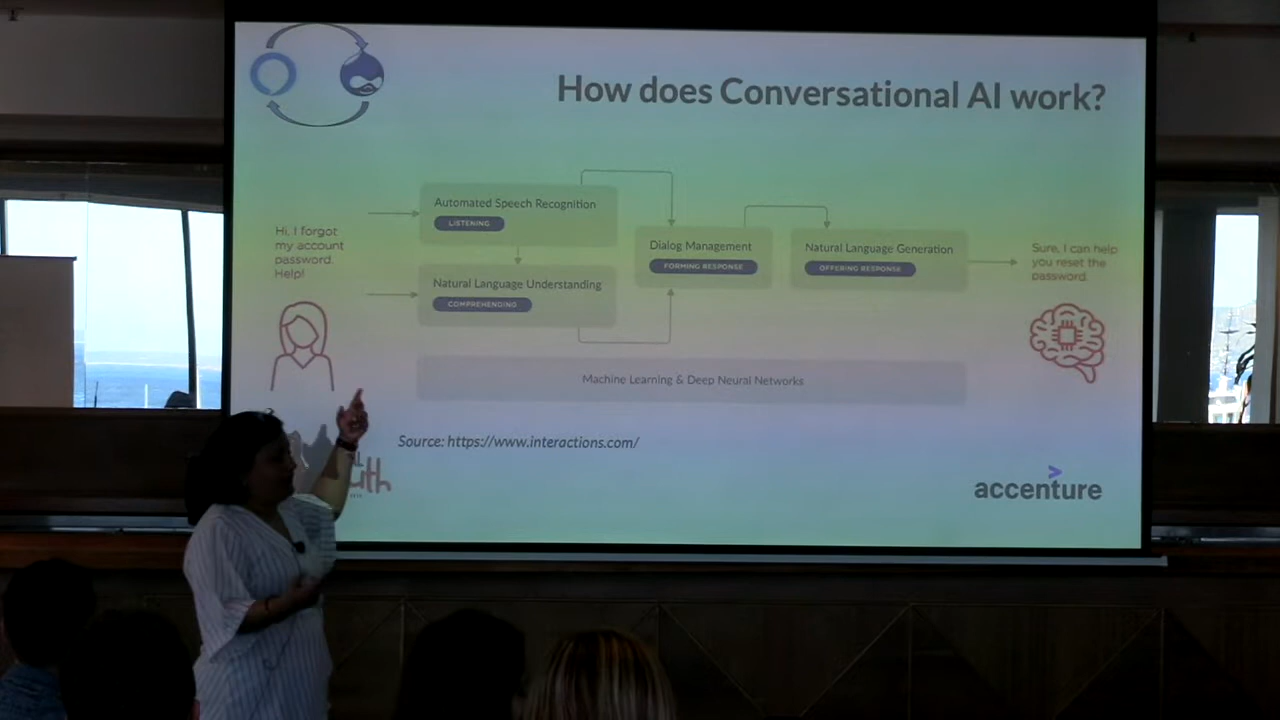 How does Conversational AI work?
Hi, I forgot
my account
password.
Help!
Automated Speech Recognition
LISTENING
Natural Language Understanding
COMPREHENDING
Dialog Management
FORMING RESPONSE
Natural Language Generation
OFFERING RESPONSE
Sure, I can help
you reset the
password.
Machine Learning & Deep Neural Networks
Source: https://www.interactions.com/
accenture